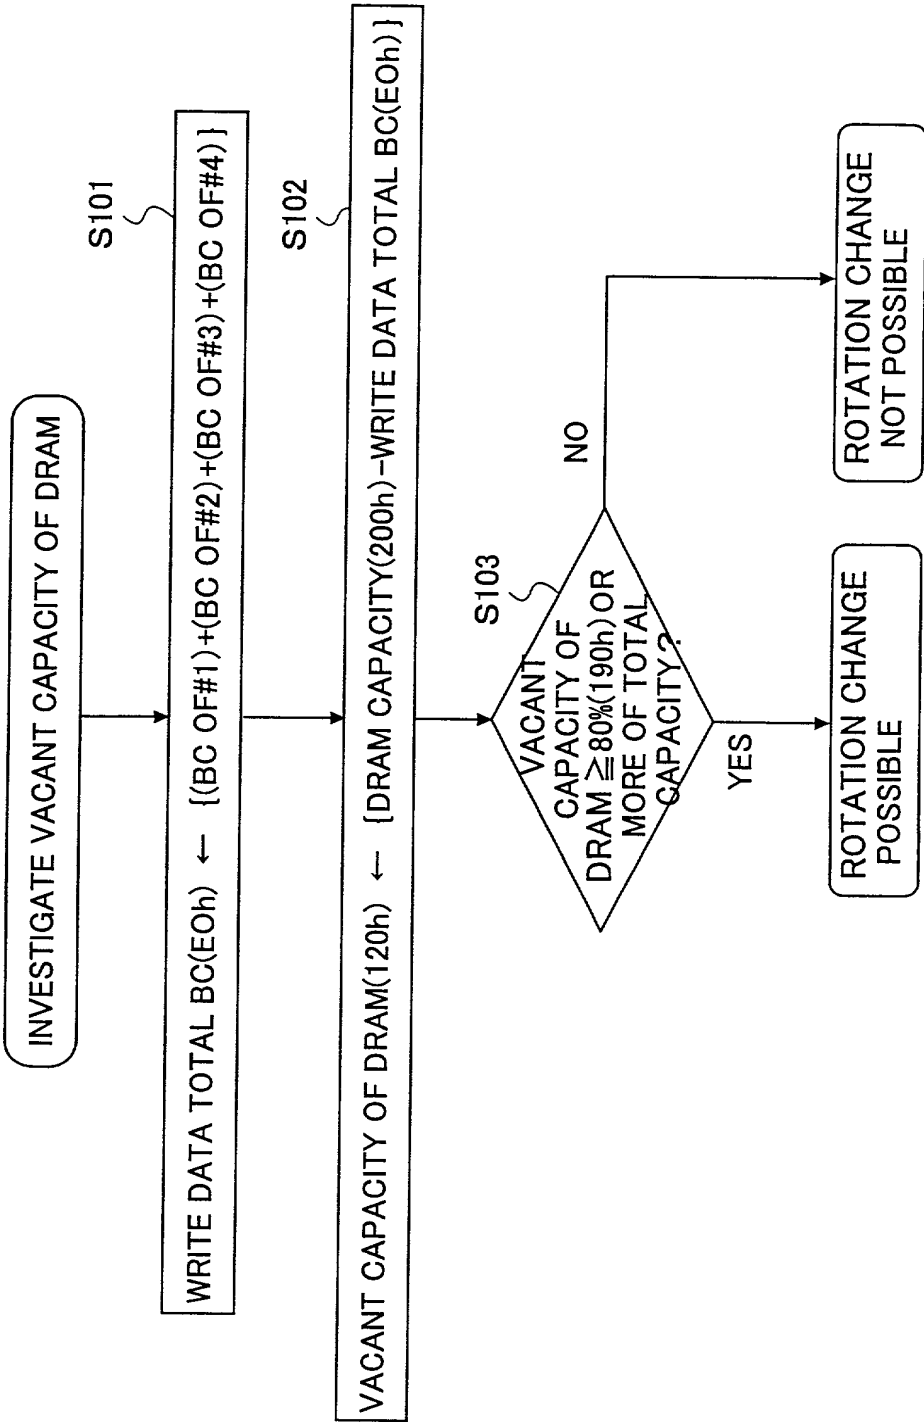 INVESTIGATE VACANT CAPACITY OF DRAM
S101
WRITE DATA TOTAL BC(EOh) ← {(BC OF#1)+(BC OF#2)+(BC OF#3)+(BC OF#4)}
S102
VACANT CAPACITY OF DRAM(120h) ← {DRAM CAPACITY(200h)-WRITE DATA TOTAL BC(EOh)}
S103
VACANT
CAPACITY OF
DRAM≧80%(190h)OR
MORE OF TOTAL
CAPACITY?
NO
YES
ROTATION CHANGE
POSSIBLE
ROTATION CHANGE
NOT POSSIBLE